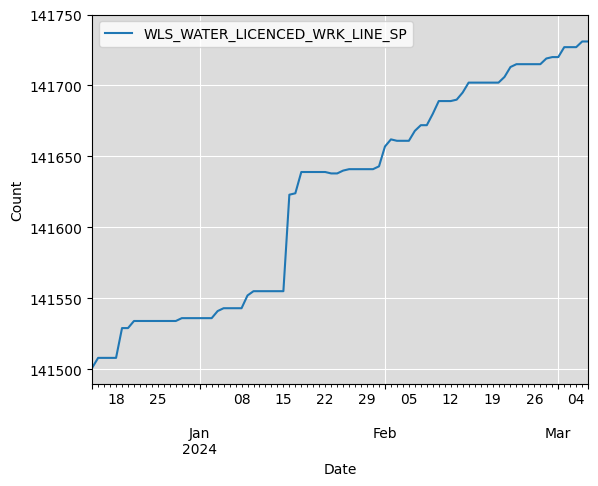 WLS_WATER_LICENCED_WRK_LINE_SP
141750
141700
141650
141600
141550
141500
Count
18 25 08 15 22 29 05 12 19 26 04
Jan Feb Mar
2024
Date